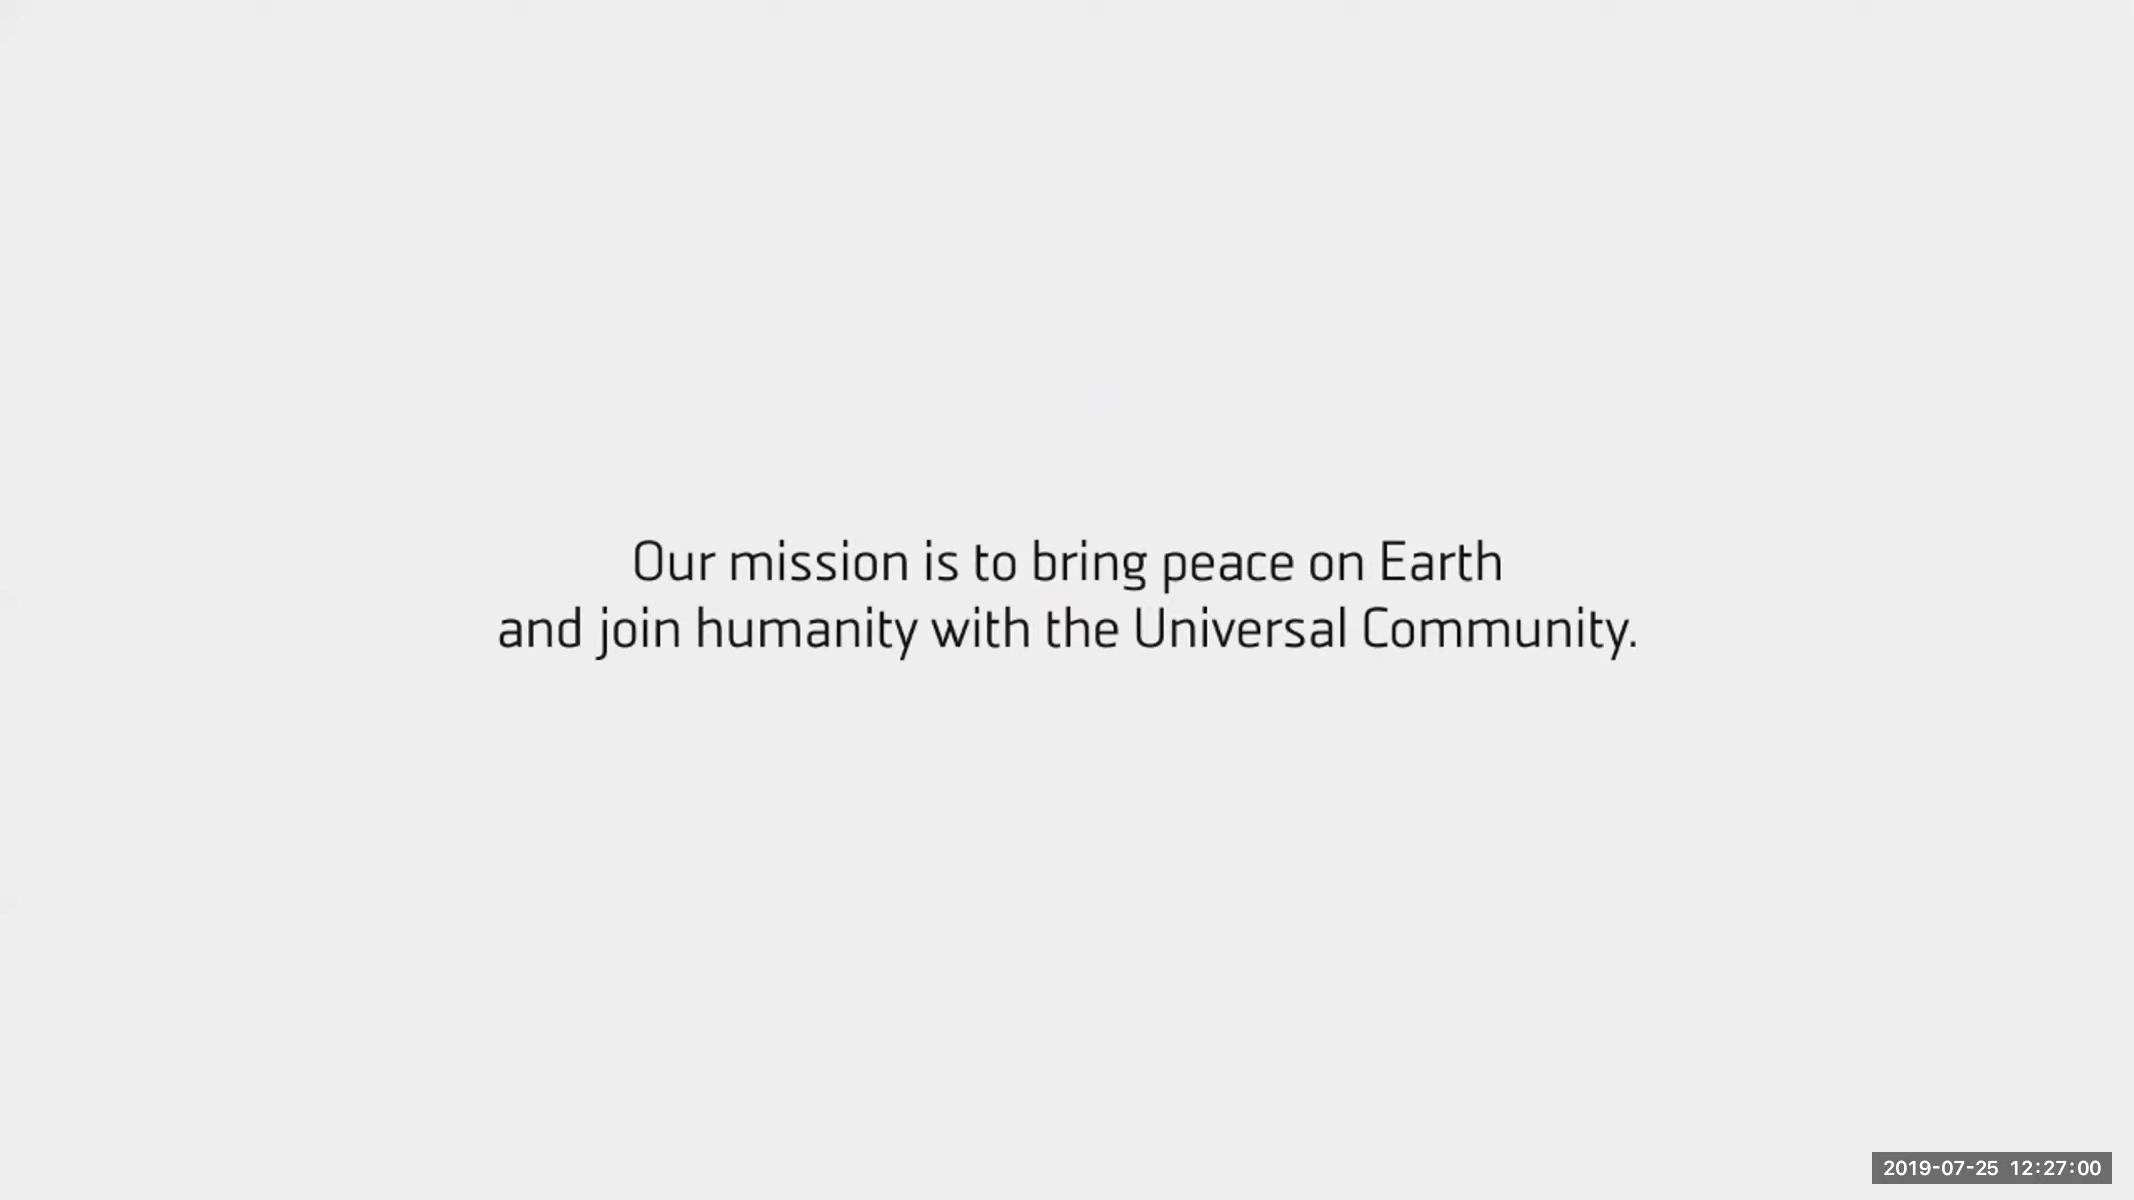 Our mission is to bring peace on Earth
and join humanity with the Universal Community.
2019-07-25 12:27:00